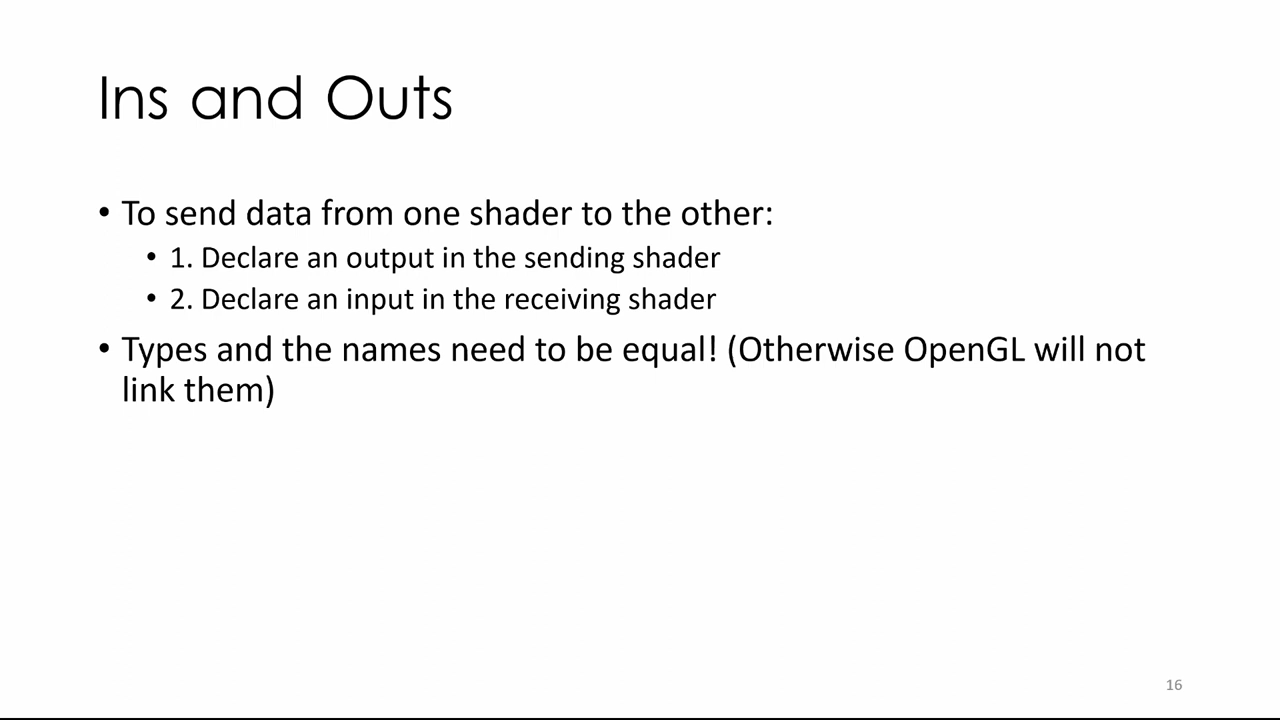 Ins and Outs
• To send data from one shader to the other:
• 1. Declare an output in the sending shader
• 2. Declare an input in the receiving shader
• Types and the names need to be equal! (Otherwise OpenGL will not
link them)
16